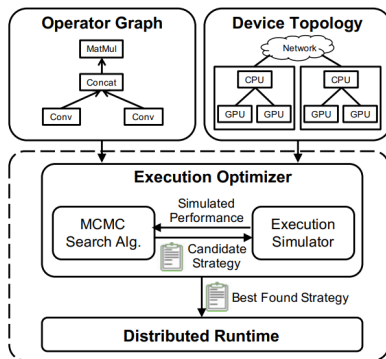 Operator Graph
MatMul
Concat
Conv
Conv
Device Topology
Network
CPU
CPU
GPU
GPU
GPU
GPU
Execution Optimizer
MCMC
Search Alg.
Simulated
Performance
Candidate
Strategy
Execution
Simulator
Best Found Strategy
Distributed Runtime